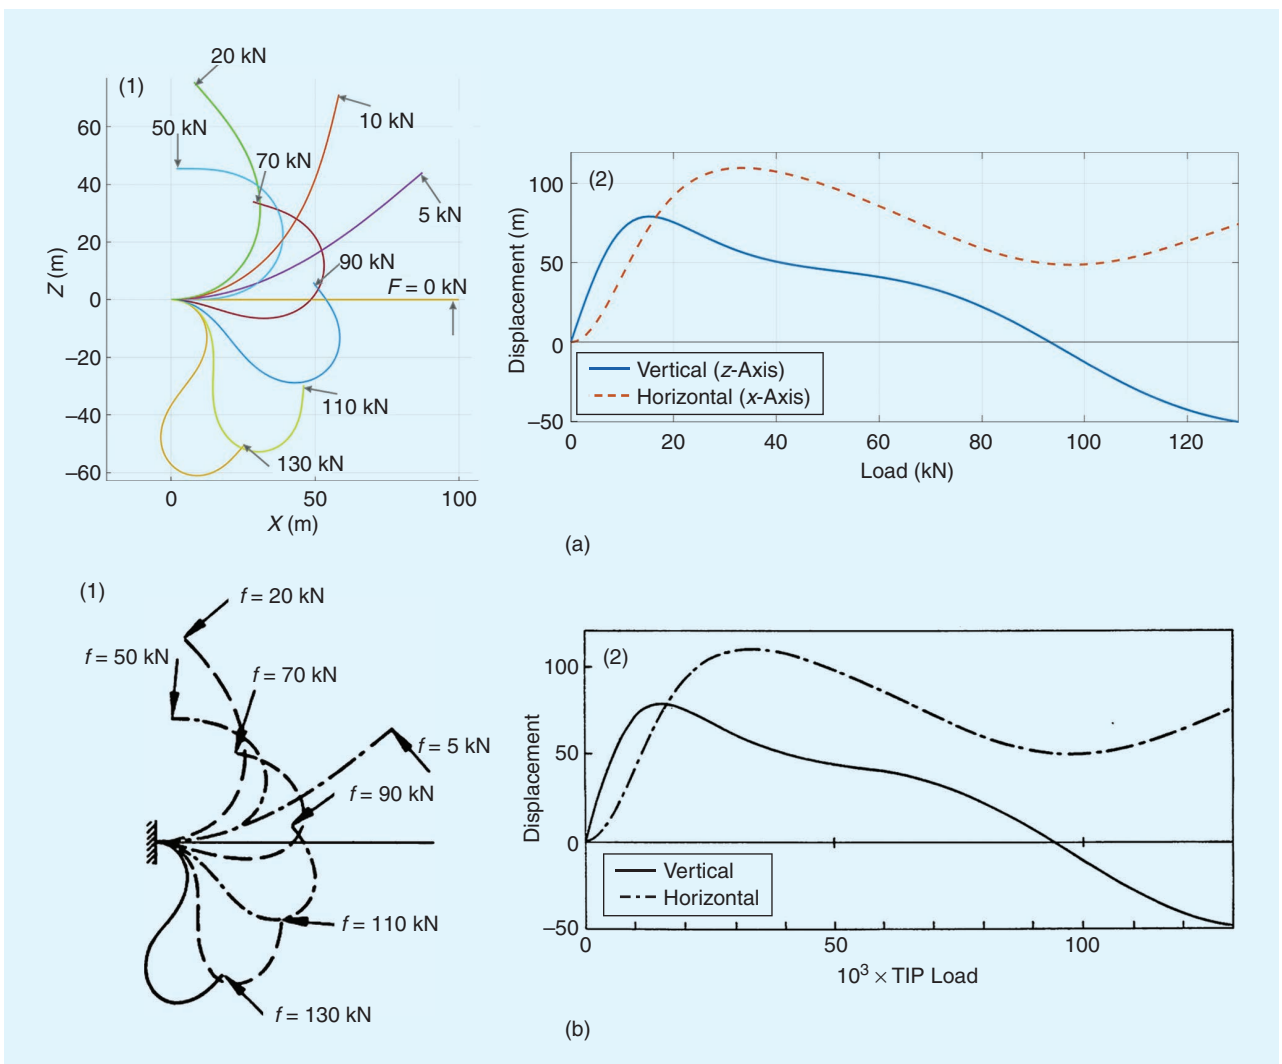 (1)
20 kN
10 kN
50 kN
70 kN
5 kN
90 kN
F = 0 kN
110 kN
130 kN
Z (m)
60
40
20
0
–20
–40
–60
0
50
100
X (m)
(2)
Displacement (m)
100
50
0
–50
Vertical (z-Axis)
Horizontal (x-Axis)
0
20
40
60
80
100
120
Load (kN)
(a)
(1)
f = 20 kN
f = 50 kN
f = 70 kN
f = 5 kN
f = 90 kN
f = 110 kN
f = 130 kN
(2)
Displacement
100
50
0
–50
Vertical
Horizontal
0
50
100
10³ × TIP Load
(b)